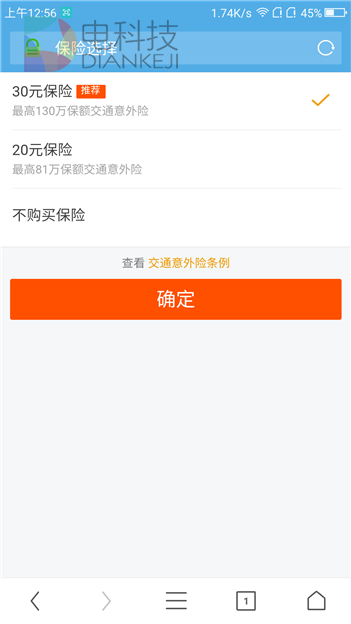 上午12:56 1.74K/s 45%
电科技
DIANKEJI
保险选择
30元保险 推荐
最高130万保额交通意外险
20元保险
最高81万保额交通意外险
不购买保险
查看 交通意外险条例
确定
1